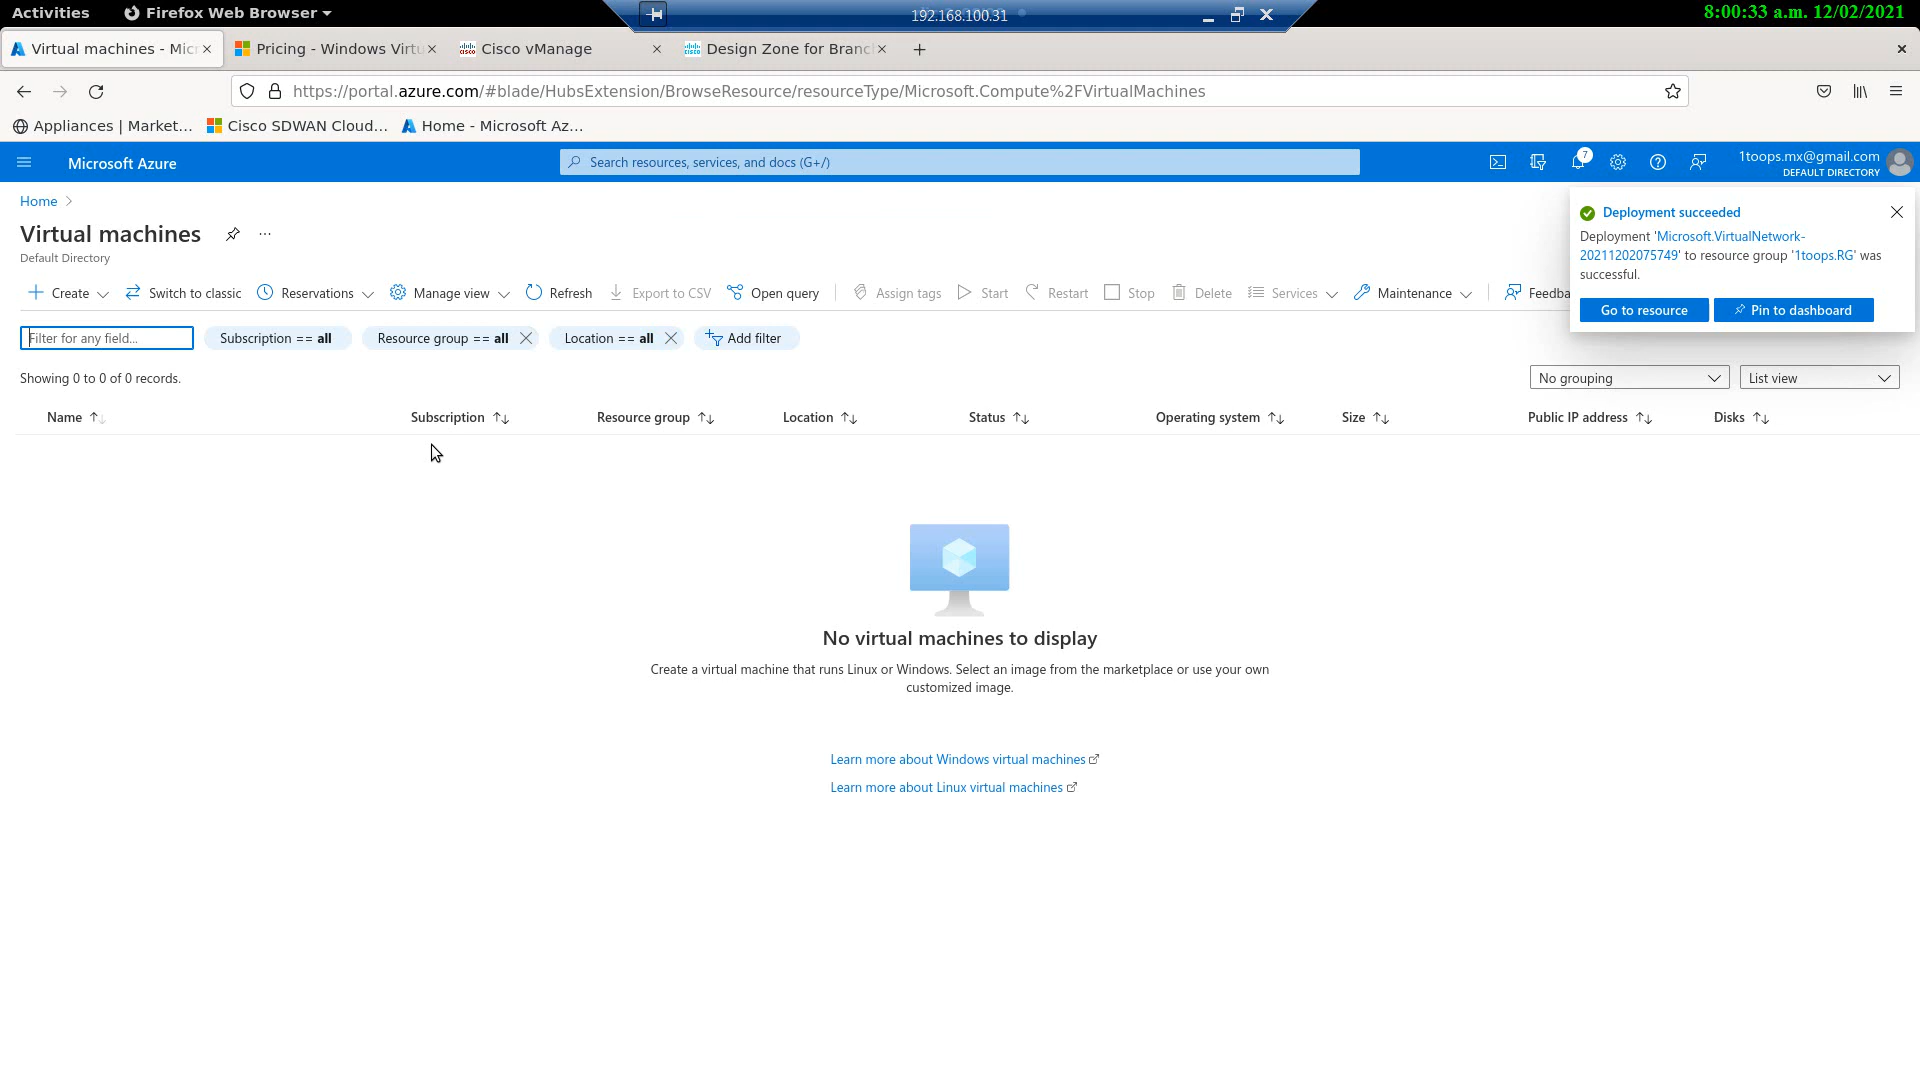 Activities Firefox Web Browser 192.168.100.31 8:00:33 a.m. 12/02/2021
Virtual machines - Micr Pricing - Windows Virtu Cisco vManage Design Zone for Branc
https://portal.azure.com/#blade/HubsExtension/BrowseResource/resourceType/Microsoft.Compute%2FVirtualMachines
Appliances | Market... Cisco SDWAN Cloud... Home - Microsoft Az...
Microsoft Azure Search resources, services, and docs (G+/) 7 1toops.mx@gmail.com
DEFAULT DIRECTORY
Home >
Virtual machines ...
Default Directory
Deployment succeeded
Deployment 'Microsoft.VirtualNetwork-
20211202075749' to resource group '1toops.RG' was
successful.
Go to resource Pin to dashboard
Create Switch to classic Reservations Manage view Refresh Export to CSV Open query Assign tags Start Restart Stop Delete Services Maintenance Feedba
Filter for any field... Subscription == all Resource group == all Location == all Add filter
Showing 0 to 0 of 0 records. No grouping List view
Name Subscription Resource group Location Status Operating system Size Public IP address Disks
No virtual machines to display
Create a virtual machine that runs Linux or Windows. Select an image from the marketplace or use your own
customized image.
Learn more about Windows virtual machines
Learn more about Linux virtual machines